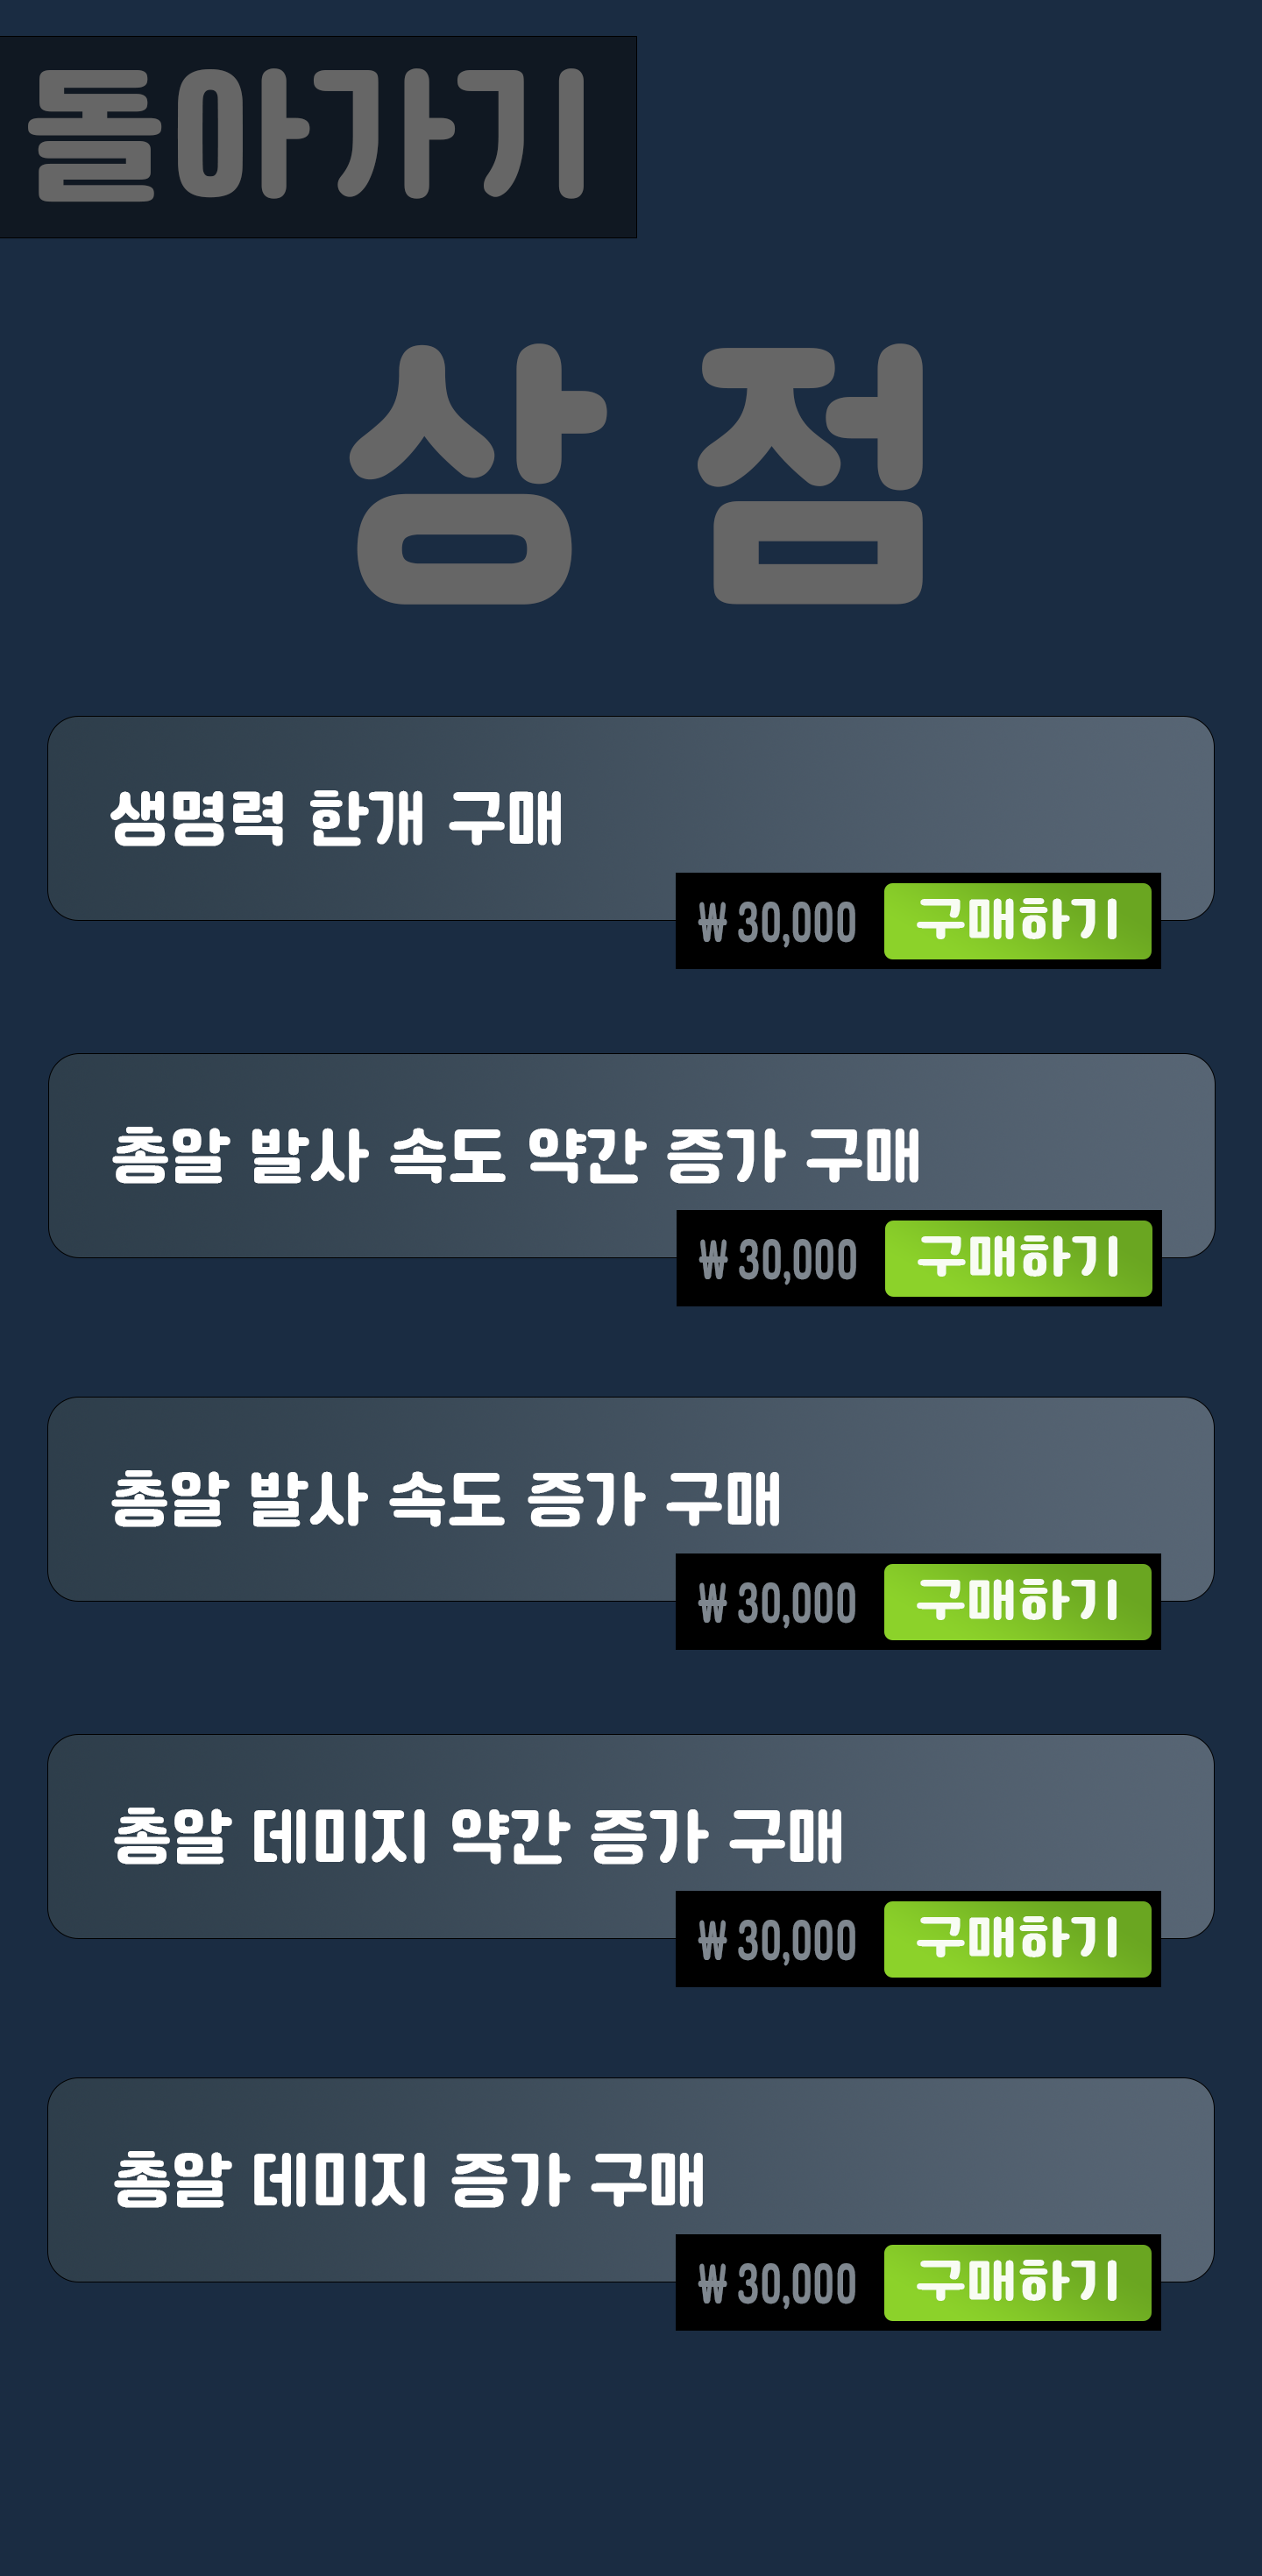 돌아가기
상 점
생명력 한개 구매
₩ 30,000 구매하기
총알 발사 속도 약간 증가 구매
₩ 30,000 구매하기
총알 발사 속도 증가 구매
₩ 30,000 구매하기
총알 데미지 약간 증가 구매
₩ 30,000 구매하기
총알 데미지 증가 구매
₩ 30,000 구매하기